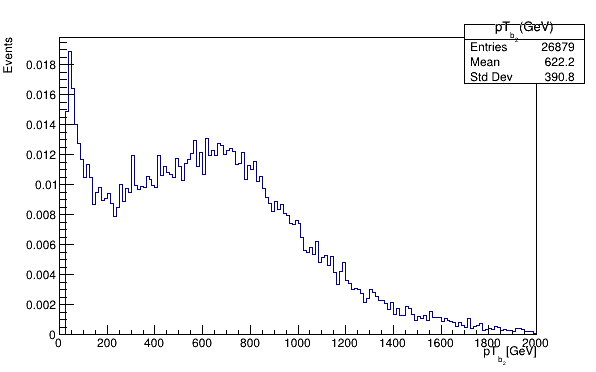 pT_b₂(GeV)
Entries 26879
Mean 622.2
Std Dev 390.8
Events
0.018
0.016
0.014
0.012
0.01
0.008
0.006
0.004
0.002
0
0 200 400 600 800 1000 1200 1400 1600 1800 2000
pT_b₂[GeV]